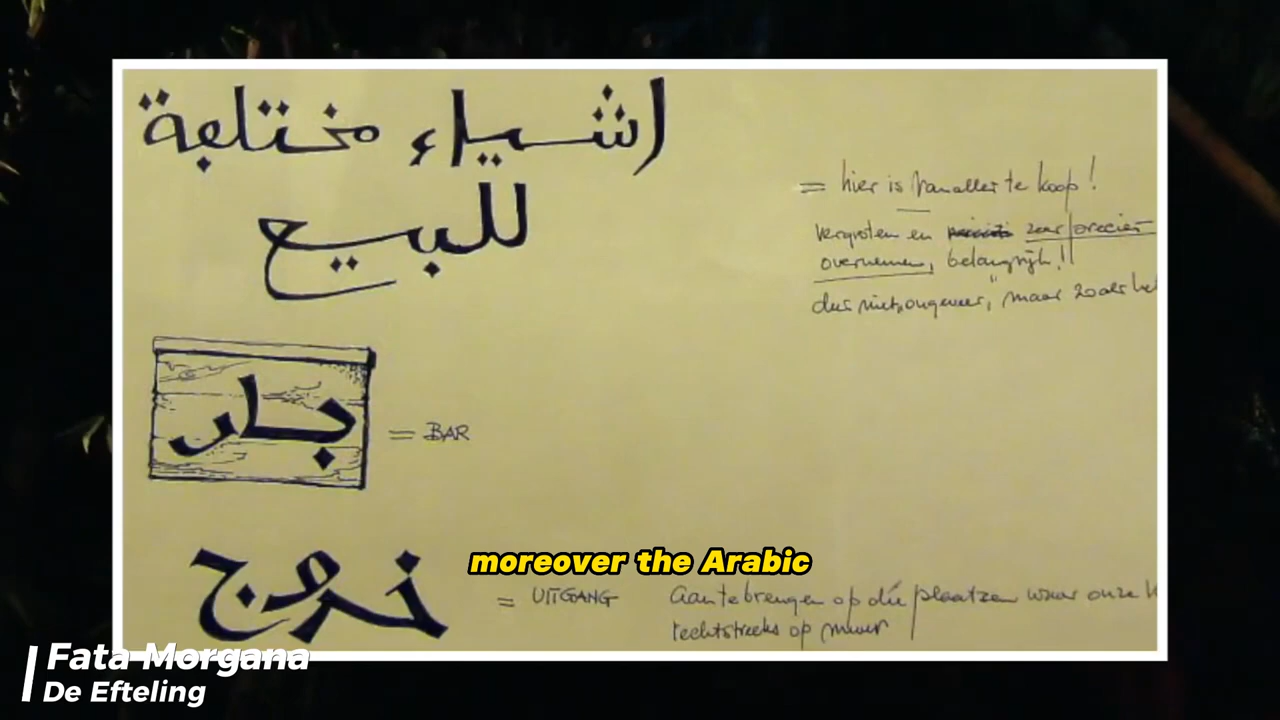 اشياء مختلفة
للبيع
= hier is van alles te koop!
vergroten en zeer precies
overnemen, belangrijk!!
dus niet "ongeveer", maar zoals het
بار
= BAR
moreover the Arabic
خروج
= UITGANG
Aan te brengen op die plaatsen waar onze
rechtstreeks op muur
Fata Morgana
De Efteling